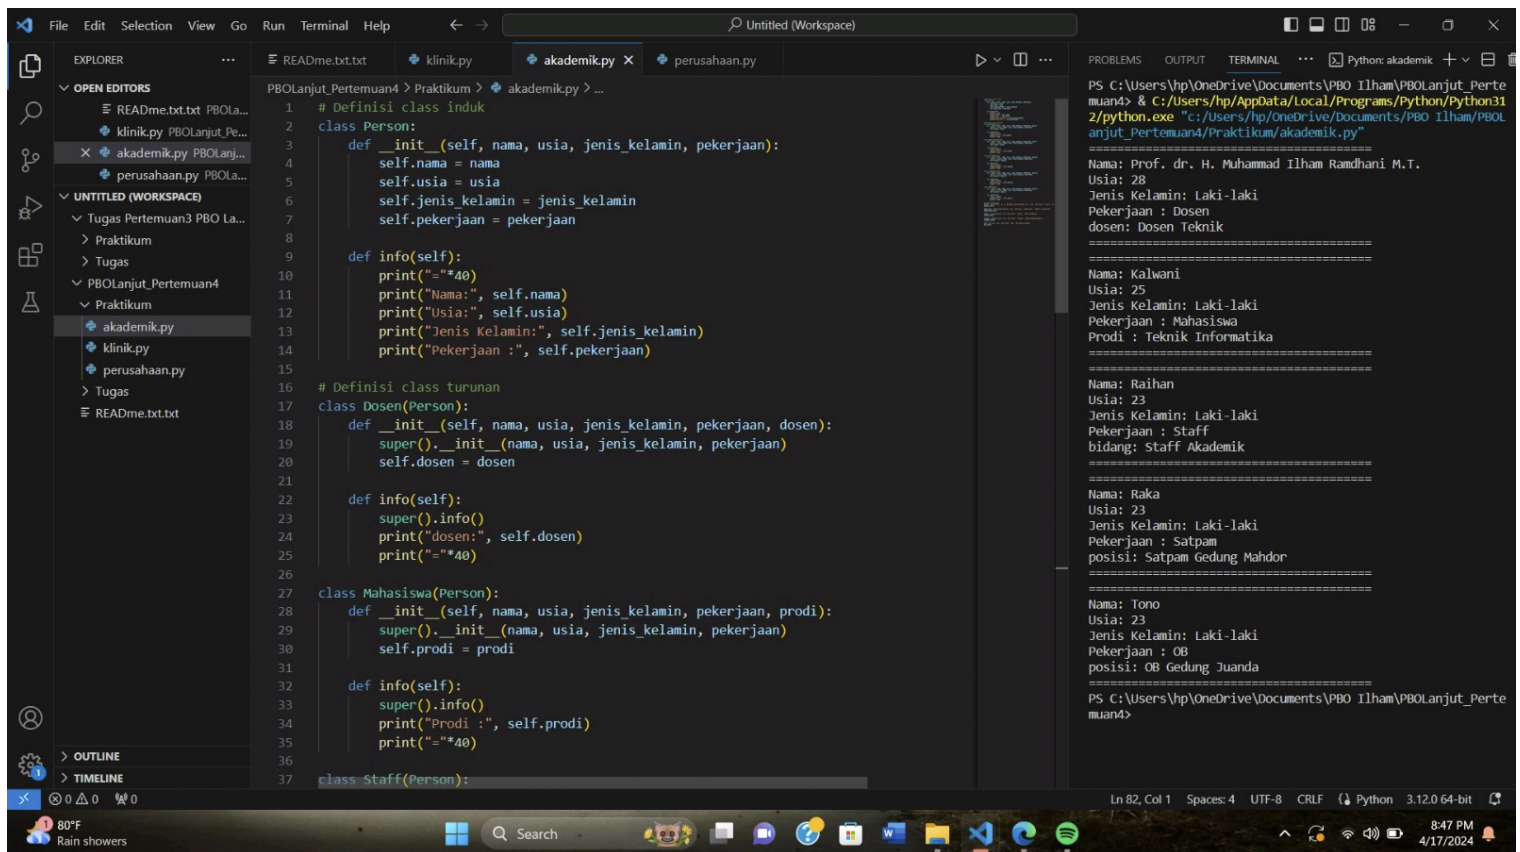 File Edit Selection View Go Run Terminal Help
Untitled (Workspace)
EXPLORER
OPEN EDITORS
READme.txt.txt PBOLa...
klinik.py PBOLanjut_Pe...
akademik.py PBOLanj...
perusahaan.py PBOLa...
UNTITLED (WORKSPACE)
Tugas Pertemuan3 PBO La...
Praktikum
Tugas
PBOLanjut_Pertemuan4
Praktikum
akademik.py
klinik.py
perusahaan.py
Tugas
READme.txt.txt
OUTLINE
TIMELINE
READme.txt.txt klinik.py akademik.py perusahaan.py
PBOLanjut_Pertemuan4 > Praktikum > akademik.py > ...
1 # Definisi class induk
2 class Person:
3 def __init__(self, nama, usia, jenis_kelamin, pekerjaan):
4 self.nama = nama
5 self.usia = usia
6 self.jenis_kelamin = jenis_kelamin
7 self.pekerjaan = pekerjaan
8
9 def info(self):
10 print("="*40)
11 print("Nama:", self.nama)
12 print("Usia:", self.usia)
13 print("Jenis Kelamin:", self.jenis_kelamin)
14 print("Pekerjaan :", self.pekerjaan)
15
16 # Definisi class turunan
17 class Dosen(Person):
18 def __init__(self, nama, usia, jenis_kelamin, pekerjaan, dosen):
19 super().__init__(nama, usia, jenis_kelamin, pekerjaan)
20 self.dosen = dosen
21
22 def info(self):
23 super().info()
24 print("dosen:", self.dosen)
25 print("="*40)
26
27 class Mahasiswa(Person):
28 def __init__(self, nama, usia, jenis_kelamin, pekerjaan, prodi):
29 super().__init__(nama, usia, jenis_kelamin, pekerjaan)
30 self.prodi = prodi
31
32 def info(self):
33 super().info()
34 print("Prodi :", self.prodi)
35 print("="*40)
36
37 class Staff(Person):
PROBLEMS OUTPUT TERMINAL Python: akademik
PS C:\Users\hp\OneDrive\Documents\PBO Ilham\PBOLanjut_Perte
muan4> & C:/Users/hp/AppData/Local/Programs/Python/Python31
2/python.exe "c:/Users/hp/OneDrive/Documents/PBO Ilham/PBOL
anjut_Pertemuan4/Praktikum/akademik.py"
========================================
Nama: Prof. dr. H. Muhammad Ilham Ramdhani M.T.
Usia: 28
Jenis Kelamin: Laki-laki
Pekerjaan : Dosen
dosen: Dosen Teknik
========================================
========================================
Nama: Kalwani
Usia: 25
Jenis Kelamin: Laki-laki
Pekerjaan : Mahasiswa
Prodi : Teknik Informatika
========================================
========================================
Nama: Raihan
Usia: 23
Jenis Kelamin: Laki-laki
Pekerjaan : Staff
bidang: Staff Akademik
========================================
========================================
Nama: Raka
Usia: 23
Jenis Kelamin: Laki-laki
Pekerjaan : Satpam
posisi: Satpam Gedung Mahdor
========================================
========================================
Nama: Tono
Usia: 23
Jenis Kelamin: Laki-laki
Pekerjaan : OB
posisi: OB Gedung Juanda
========================================
PS C:\Users\hp\OneDrive\Documents\PBO Ilham\PBOLanjut_Perte
muan4>
0 0 0 Ln 82, Col 1 Spaces: 4 UTF-8 CRLF Python 3.12.0 64-bit
80°F
Rain showers
Search
8:47 PM
4/17/2024